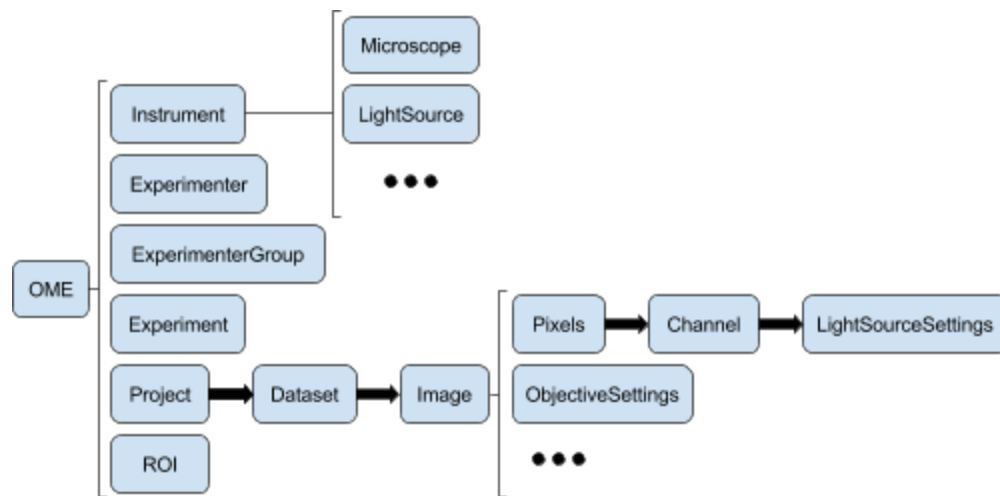 Microscope
Instrument
LightSource
Experimenter
ExperimenterGroup
OME
Experiment
Pixels
Channel
LightSourceSettings
Project
Dataset
Image
ObjectiveSettings
ROI